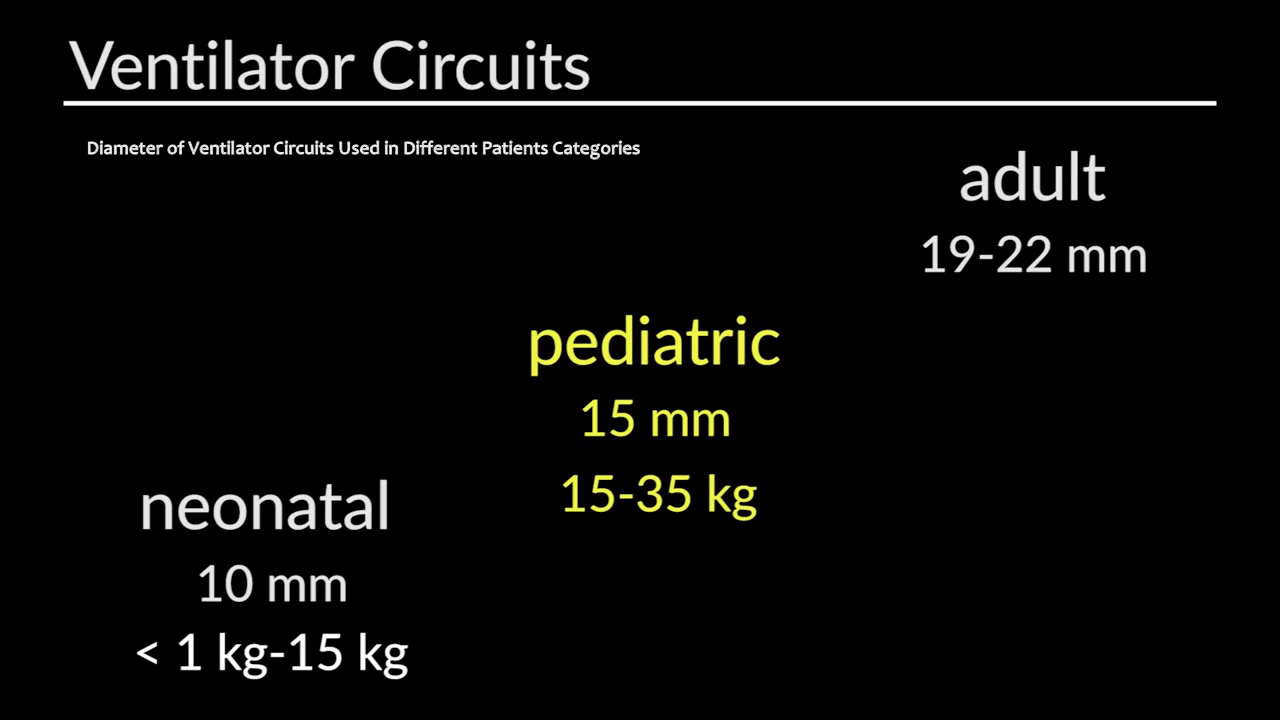 Ventilator Circuits
Diameter of Ventilator Circuits Used in Different Patients Categories
adult
19-22 mm
pediatric
15 mm
15-35 kg
neonatal
10 mm
< 1 kg-15 kg